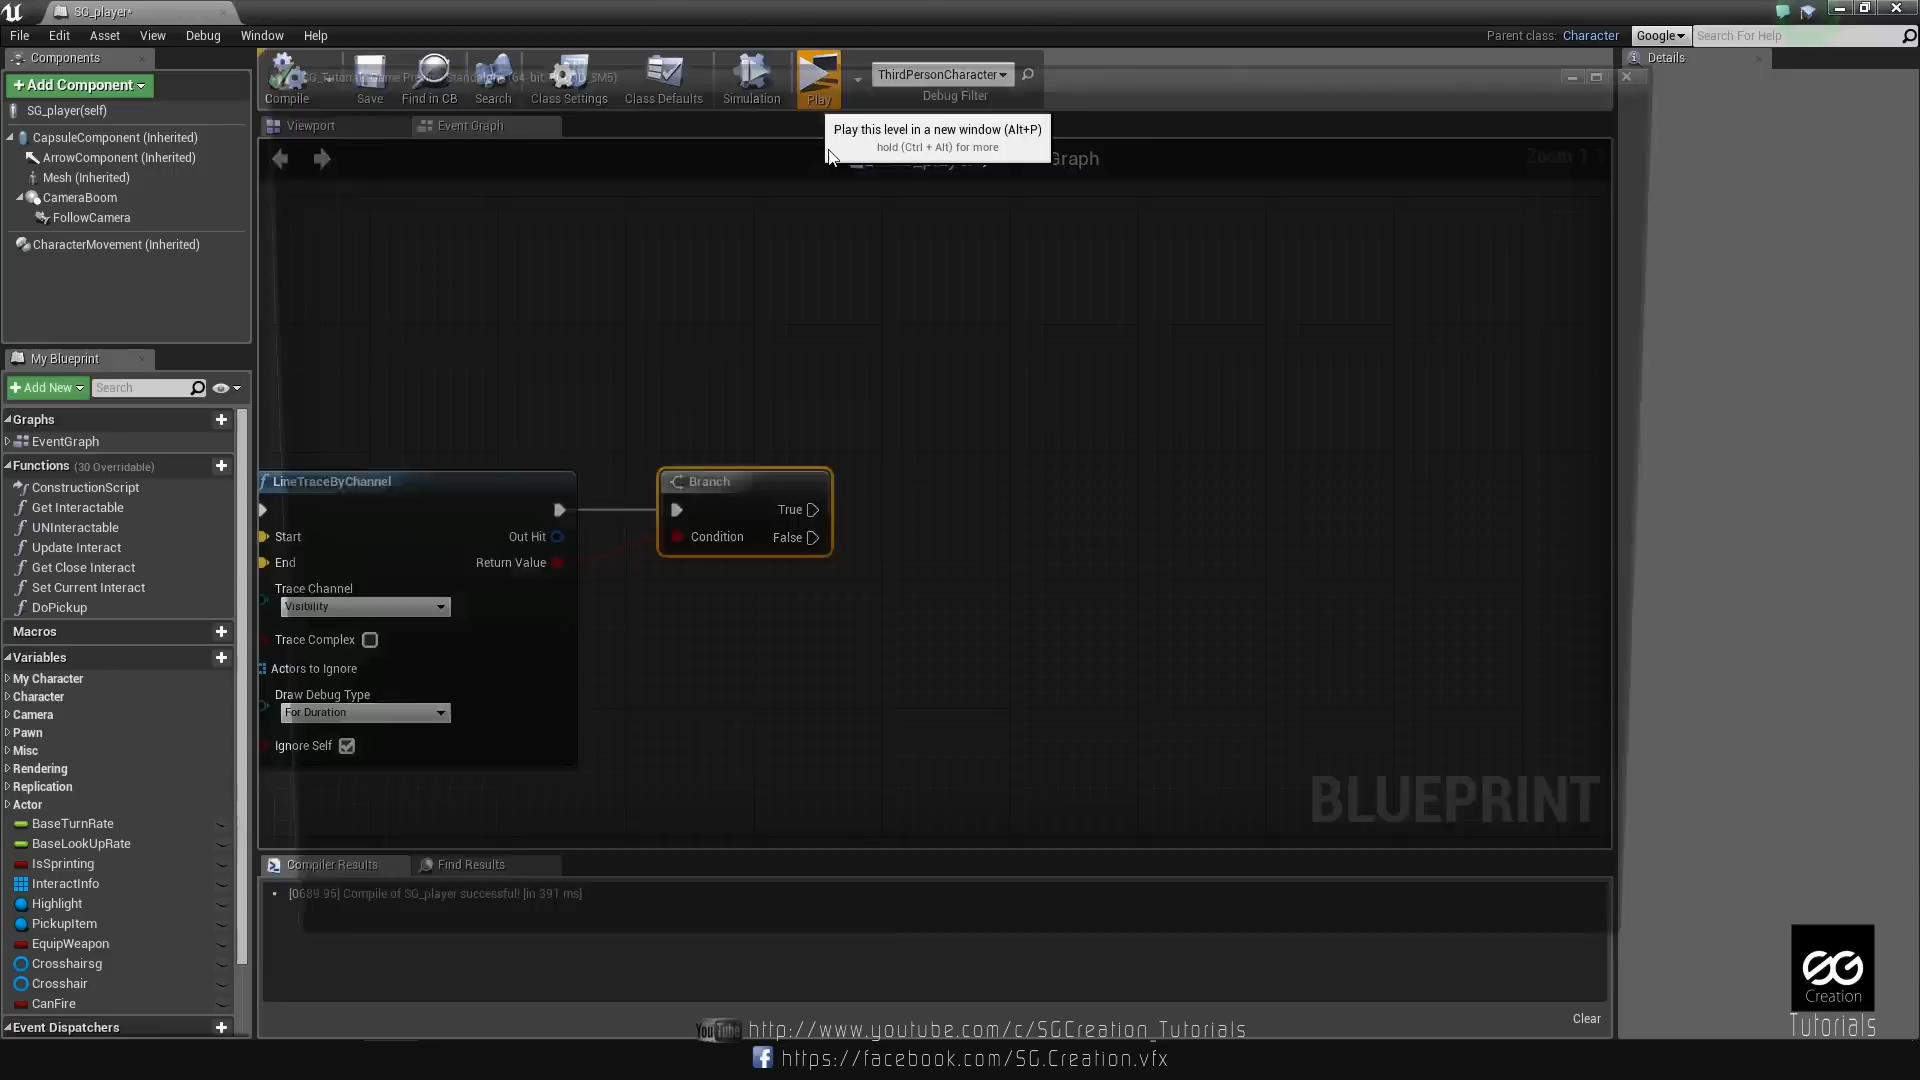 SG_player*
File Edit Asset View Debug Window Help
Parent class: Character Google Search For Help
Components
Details
+Add Component
SG_player(self)
CapsuleComponent (Inherited)
ArrowComponent (Inherited)
Mesh (Inherited)
CameraBoom
FollowCamera
CharacterMovement (Inherited)
Compile Save Find in CB Search Class Settings Class Defaults Simulation Play
ThirdPersonCharacter
Debug Filter
Viewport Event Graph
Play this level in a new window (Alt+P)
hold (Ctrl + Alt) for more
Graph
Zoom
My Blueprint
+Add New Search
Graphs
EventGraph
Functions (30 Overridable)
ConstructionScript
Get Interactable
UNInteractable
Update Interact
Get Close Interact
Set Current Interact
DoPickup
Macros
Variables
My Character
Character
Camera
Pawn
Misc
Rendering
Replication
Actor
BaseTurnRate
BaseLookUpRate
IsSprinting
InteractInfo
Highlight
PickupItem
EquipWeapon
Crosshairsg
Crosshair
CanFire
Event Dispatchers
LineTraceByChannel
Start Out Hit
End Return Value
Trace Channel
Visibility
Trace Complex
Actors to Ignore
Draw Debug Type
For Duration
Ignore Self
Branch
True
Condition False
BLUEPRINT
Compiler Results Find Results
[0689.95] Compile of SG_player successful! [in 391 ms]
Clear
SG
Creation
Tutorials
YouTube http://www.youtube.com/c/SGCreation_Tutorials
f https://facebook.com/SG.Creation.vfx